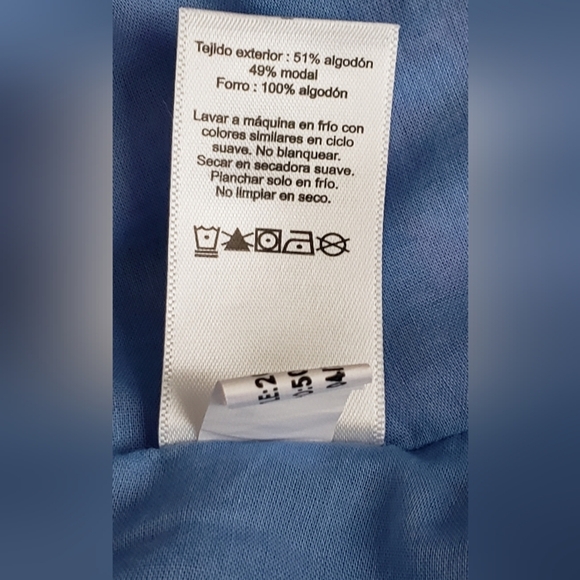 Tejido exterior : 51% algodón
49% modal
Forro : 100% algodón
Lavar a máquina en frío con
colores similares en ciclo
suave. No blanquear.
Secar en secadora suave.
Planchar solo en frío.
No limpiar en seco.